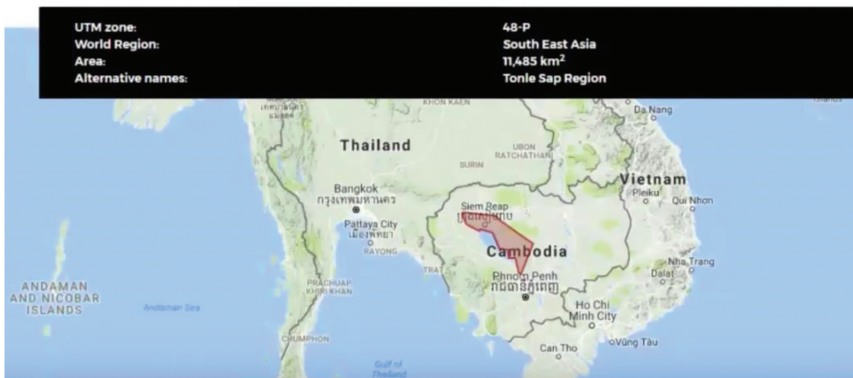 UTM zone: 48-P
World Region: South East Asia
Area: 11,485 km²
Alternative names: Tonle Sap Region
KHON KAEN
Da Nang
Thailand
UBON
RATCHATHANI
SURIN
Vietnam
Pleiku
Qui Nhon
Bangkok
กรุงเทพมหานคร
Siem Reap
Pattaya City
เมืองพัทยา
RAYONG
Cambodia
TRAT
Nha Trang
Dalat
Phnom Penh
រាជធានីភ្នំពេញ
ANDAMAN
AND NICOBAR
ISLANDS
Andaman Sea
PRACHUAP
KHIRI KHAN
Ho Chi
Minh City
CHUMPHON
Can Tho
Vũng Tàu
Gulf of
Thailand